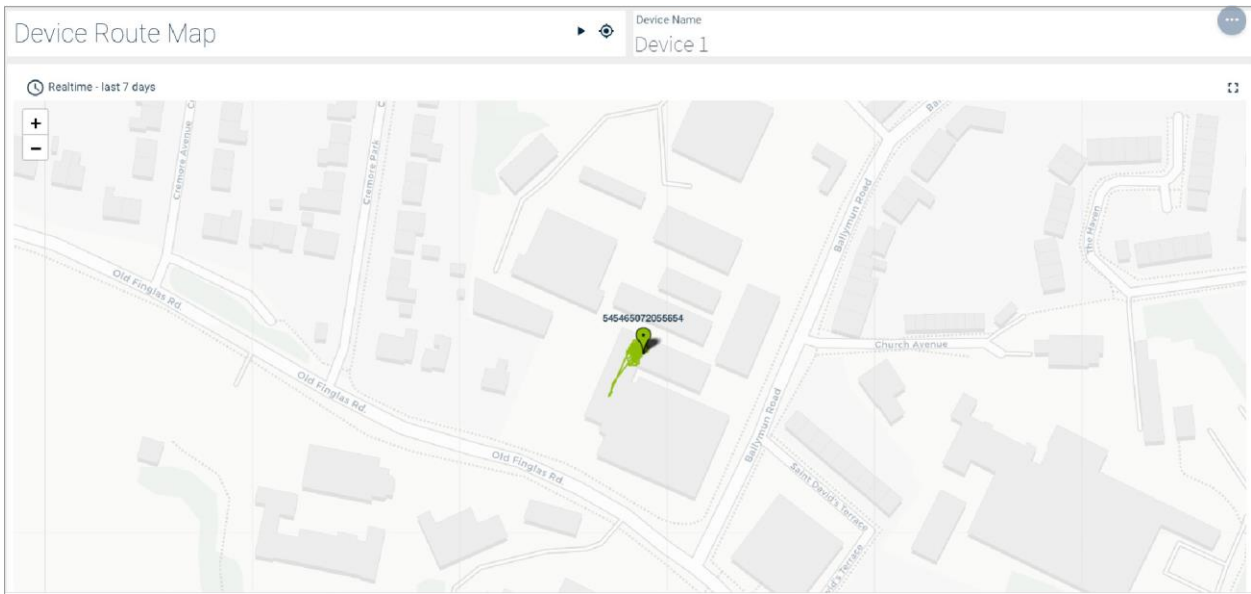 Device Route Map
Device Name
Device 1
Realtime - last 7 days
+
−
Cremore Avenue
Cremore Park
Ballymun Road
The Haven
Old Finglas Rd.
545465072055654
Church Avenue
Old Finglas Rd.
Ballymun Road
Old Finglas Rd.
Saint David's Terrace